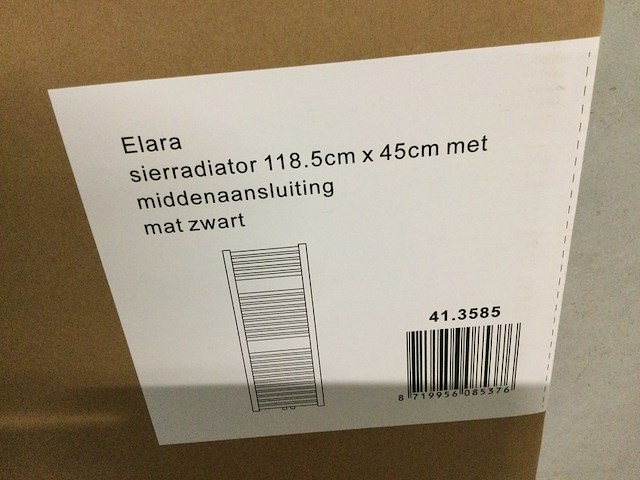 Elara
sierradiator 118.5cm x 45cm met
middenaansluiting
mat zwart
41.3585
8 719956 085376